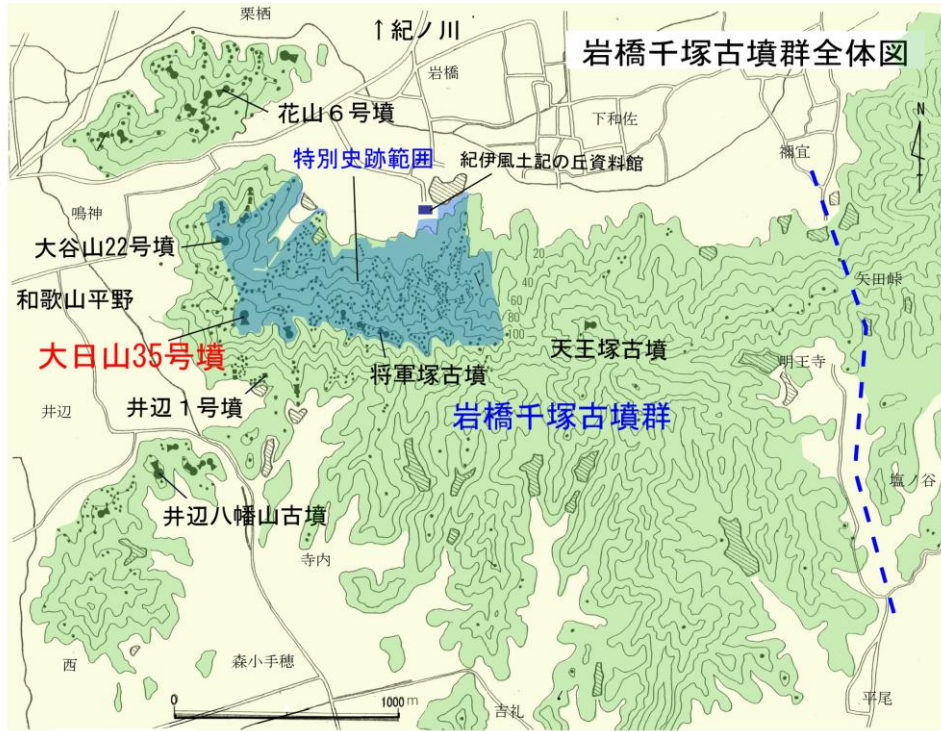 栗栖
↑紀ノ川
岩橋千塚古墳群全体図
岩橋
花山6号墳
下和佐
N
特別史跡範囲
紀伊風土記の丘資料館
禰宜
鳴神
大谷山22号墳
和歌山平野
矢田峠
20
40
60
80
100
大日山35号墳
天王塚古墳
将軍塚古墳
明王寺
井辺
井辺1号墳
岩橋千塚古墳群
塩ノ谷
井辺八幡山古墳
寺内
西
森小手穂
0
1000m
吉礼
平尾